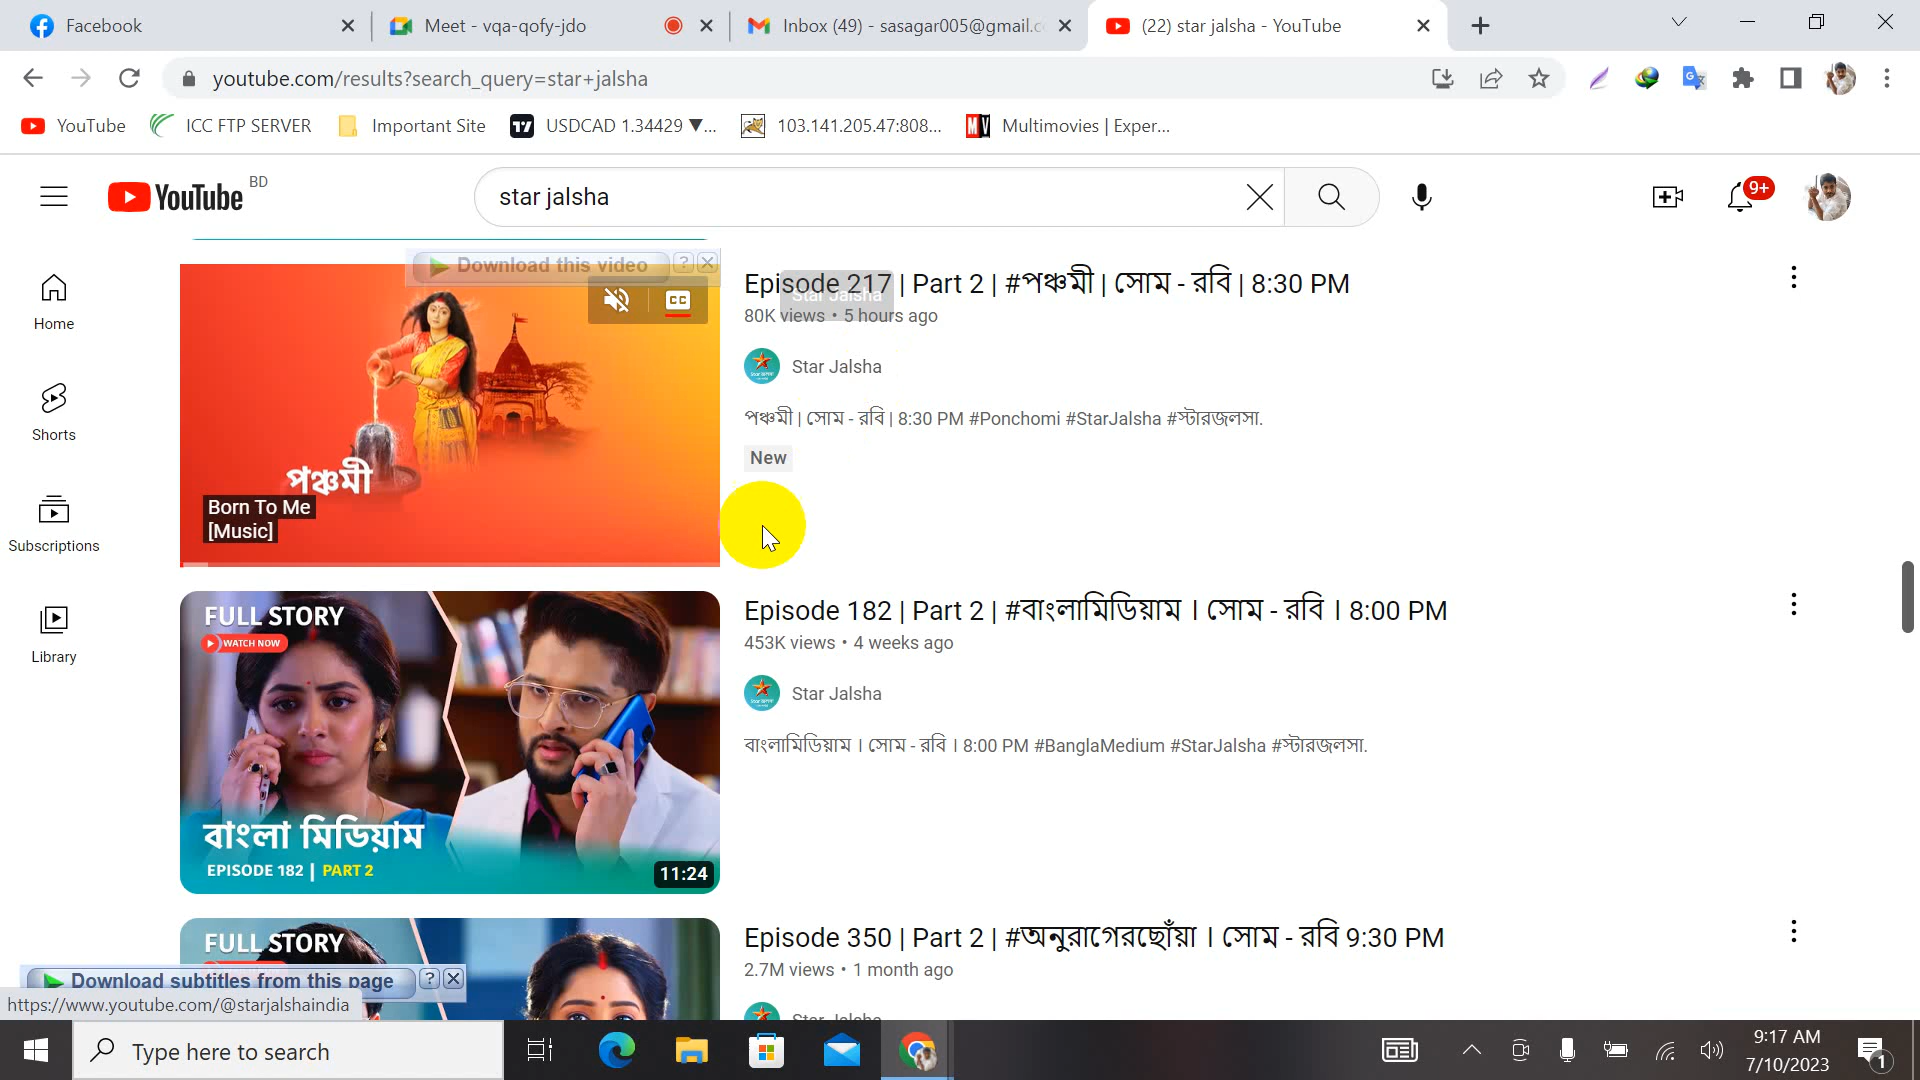 Facebook
Meet - vqa-qofy-jdo
Inbox (49) - sasagar005@gmail.c
(22) star jalsha - YouTube
youtube.com/results?search_query=star+jalsha
YouTube
ICC FTP SERVER
Important Site
USDCAD 1.34429 ▼...
103.141.205.47:808...
Multimovies | Exper...
YouTube BD
star jalsha
9+
Home
Shorts
Subscriptions
Library
Download this video ? X
CC
পঞ্চমী
Born To Me
[Music]
Episode 217 | Part 2 | #পঞ্চমী | সোম - রবি | 8:30 PM
Star Jalsha
80K views • 5 hours ago
Star Jalsha
পঞ্চমী | সোম - রবি | 8:30 PM #Ponchomi #StarJalsha #স্টারজলসা.
New
FULL STORY
WATCH NOW
বাংলা মিডিয়াম
EPISODE 182 | PART 2
11:24
Episode 182 | Part 2 | #বাংলামিডিয়াম । সোম - রবি । 8:00 PM
453K views • 4 weeks ago
Star Jalsha
বাংলামিডিয়াম । সোম - রবি । 8:00 PM #BanglaMedium #StarJalsha #স্টারজলসা.
FULL STORY
Episode 350 | Part 2 | #অনুরাগেরছোঁয়া । সোম - রবি 9:30 PM
2.7M views • 1 month ago
Star Jalsha
Download subtitles from this page ? X
https://www.youtube.com/@starjalshaindia
Type here to search
9:17 AM
7/10/2023
1